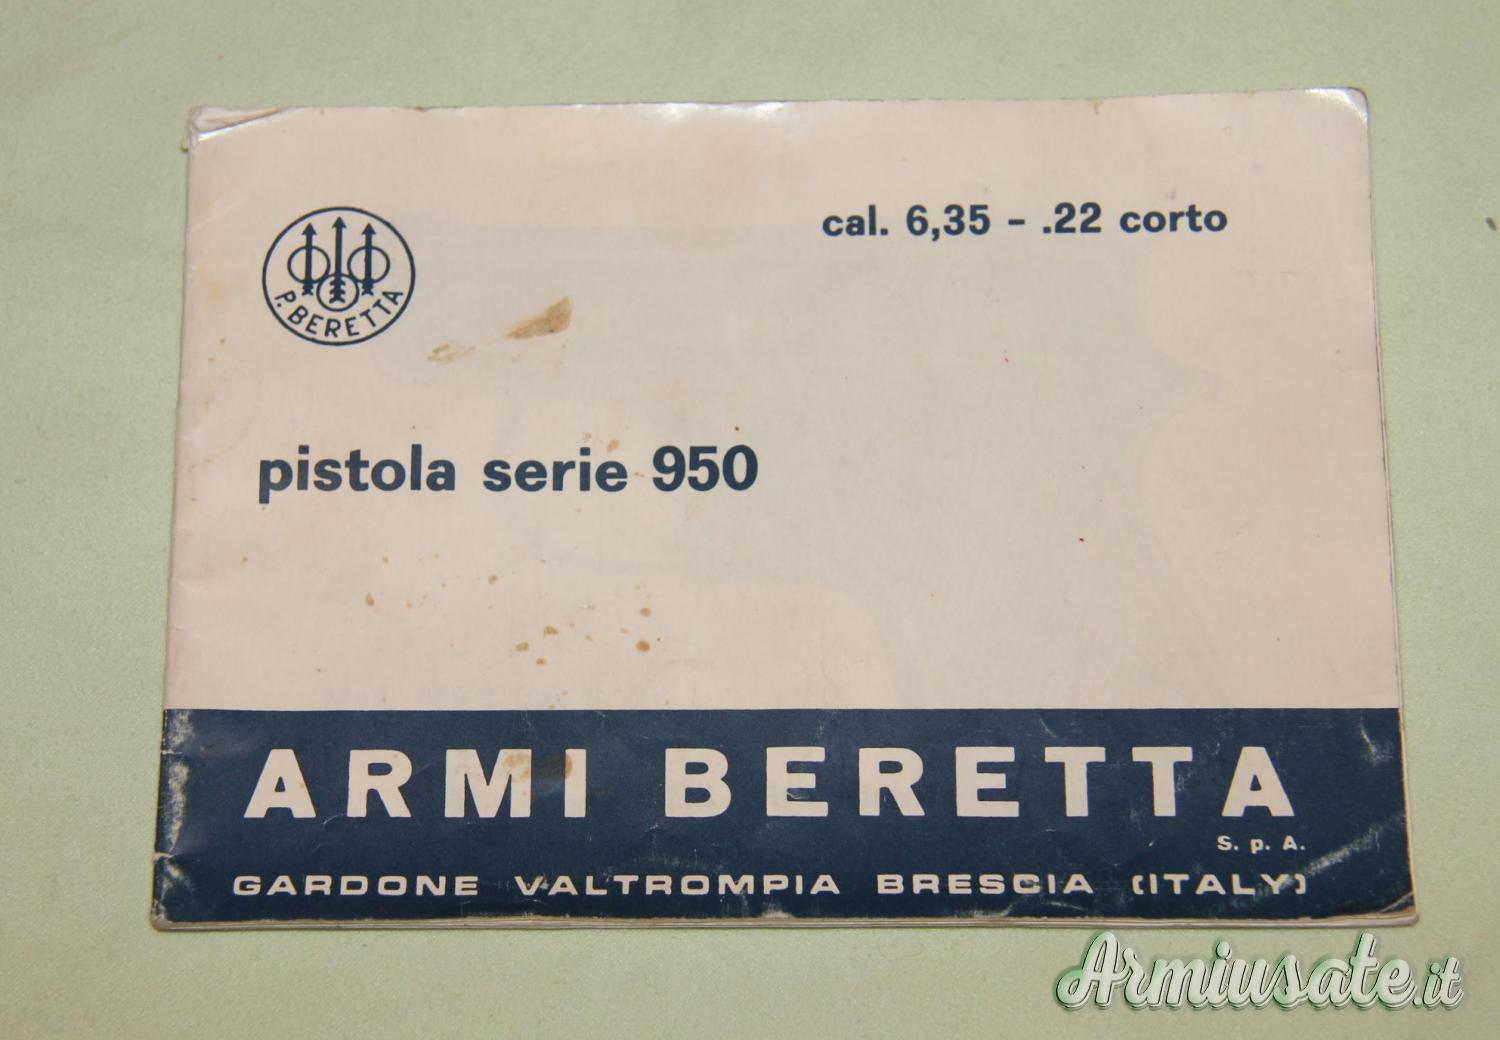 cal. 6,35 - .22 corto
P. BERETTA
pistola serie 950
ARMI BERETTA
S. p. A.
GARDONE VALTROMPIA BRESCIA (ITALY)
Armiusate.it